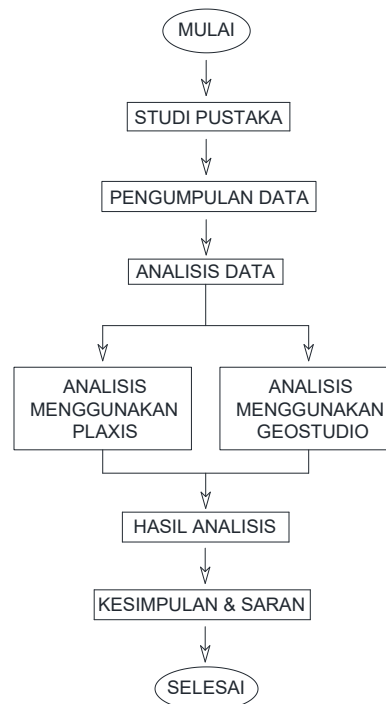 MULAI
STUDI PUSTAKA
PENGUMPULAN DATA
ANALISIS DATA
ANALISIS
MENGGUNAKAN
PLAXIS
ANALISIS
MENGGUNAKAN
GEOSTUDIO
HASIL ANALISIS
KESIMPULAN & SARAN
SELESAI